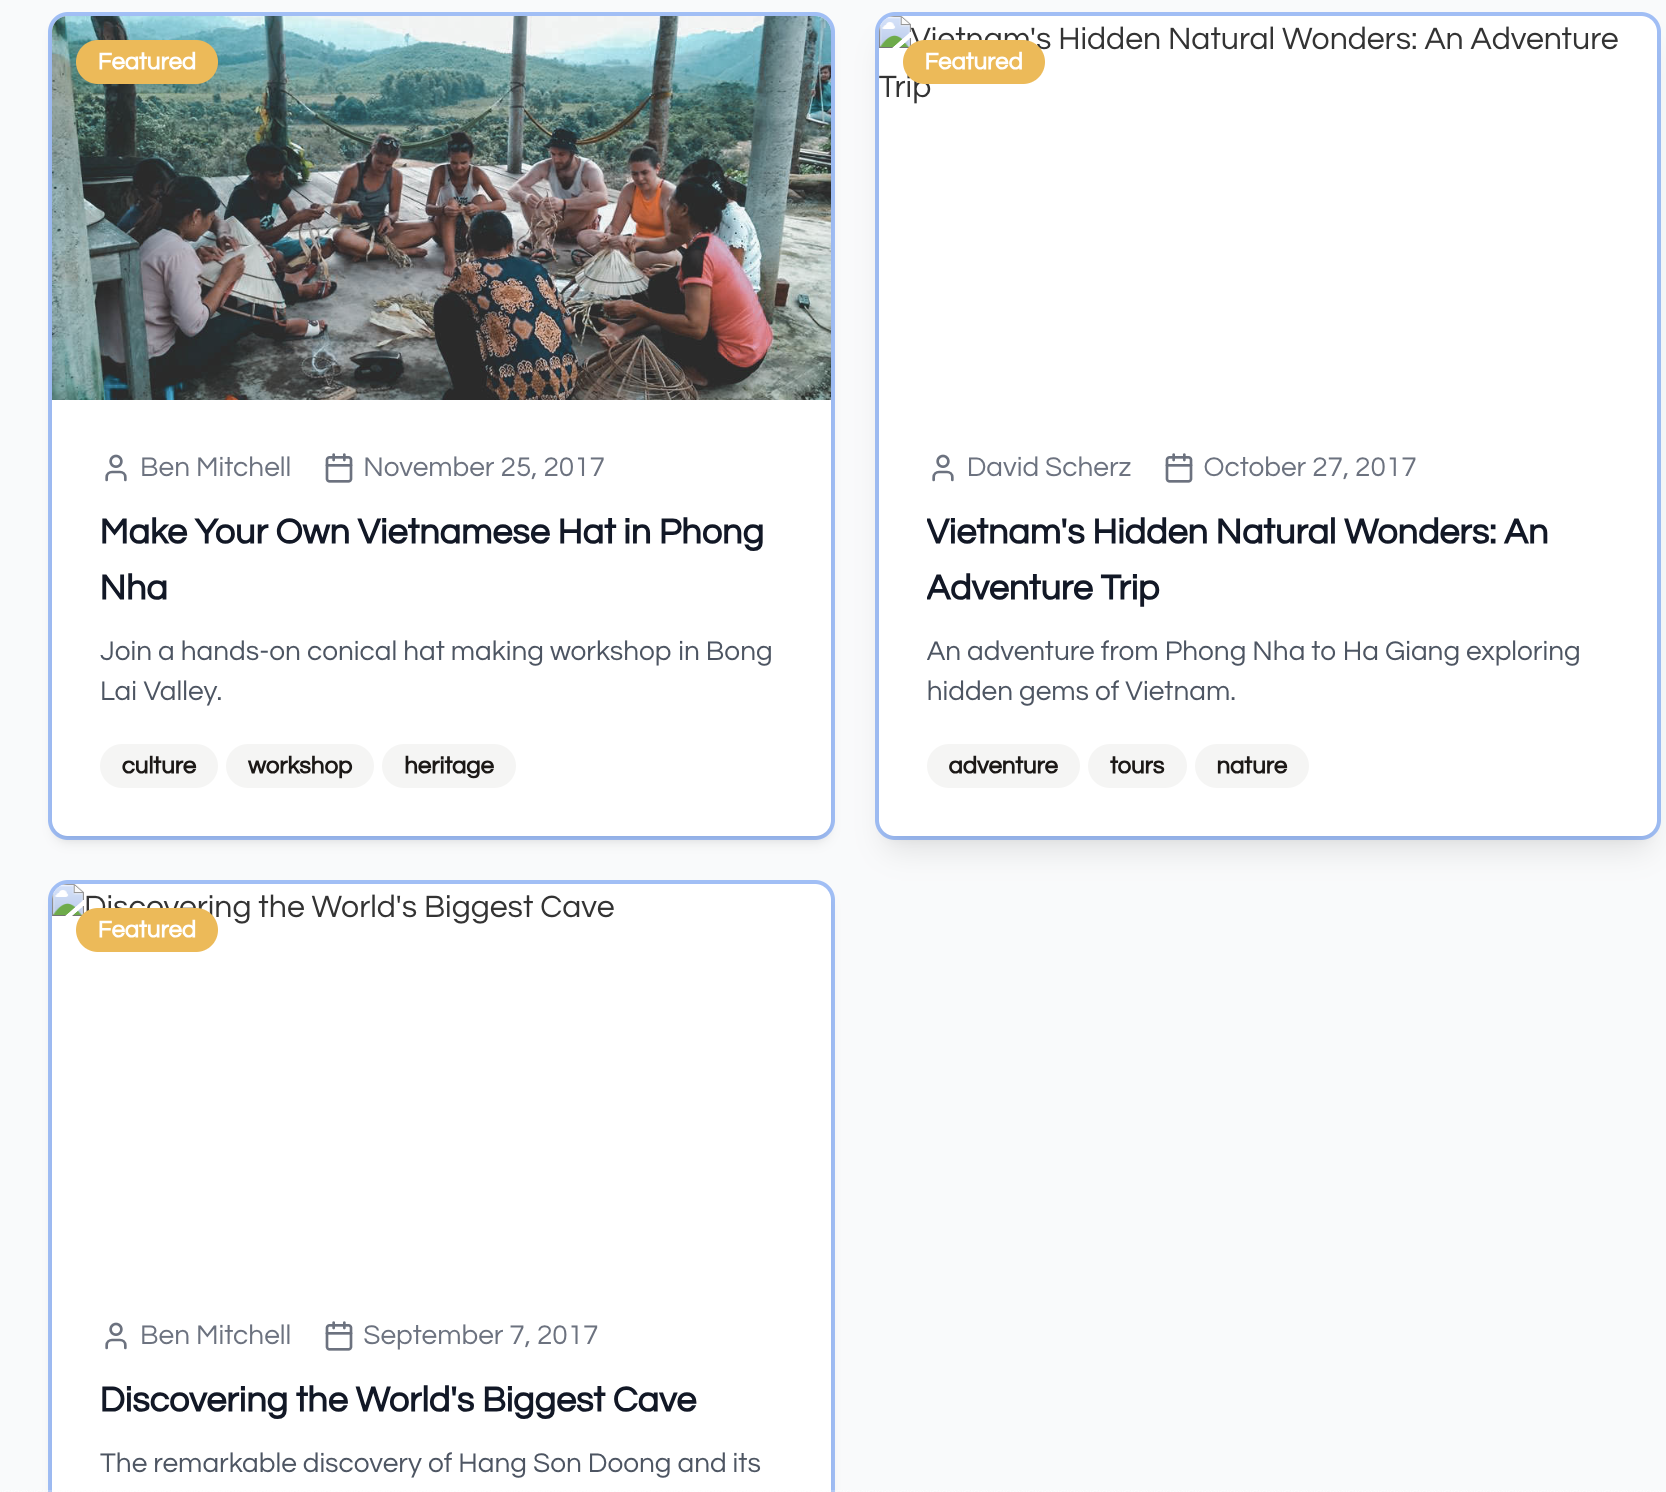 Featured
Ben Mitchell November 25, 2017
Make Your Own Vietnamese Hat in Phong
Nha
Join a hands-on conical hat making workshop in Bong
Lai Valley.
culture workshop heritage
Vietnam's Hidden Natural Wonders: An Adventure
Featured
Trip
David Scherz October 27, 2017
Vietnam's Hidden Natural Wonders: An
Adventure Trip
An adventure from Phong Nha to Ha Giang exploring
hidden gems of Vietnam.
adventure tours nature
Discovering the World's Biggest Cave
Featured
Ben Mitchell September 7, 2017
Discovering the World's Biggest Cave
The remarkable discovery of Hang Son Doong and its